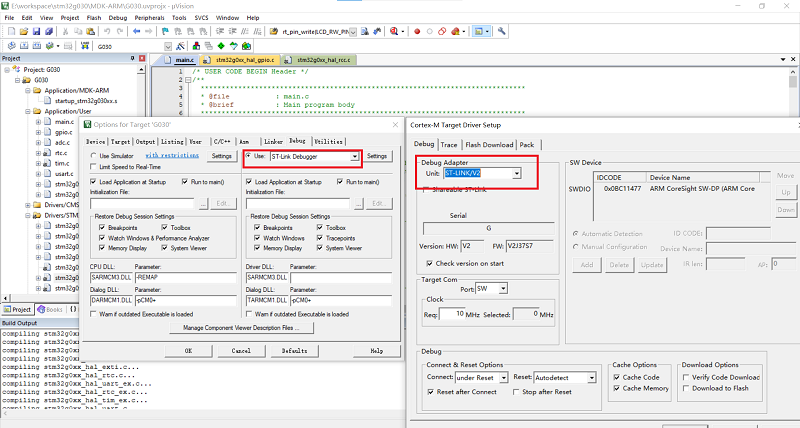 E:\workspace\stm32g030\MDK-ARM\G030.uvprojx - µVision
File Edit View Project Flash Debug Peripherals Tools SVCS Window Help
rt_pin_write(LCD_RW_PIN
G030
Project
main.c stm32g0xx_hal_gpio.c stm32g0xx_hal_rcc.c
Project: G030
G030
Application/MDK-ARM
startup_stm32g030xx.s
Application/User
main.c
gpio.c
adc.c
rtc.c
tim.c
usart.c
stm32g0
stm32g0
Drivers/CMS
Drivers/STM
stm32g0
stm32g0
stm32g0
stm32g0
stm32g0
Project Books
1 /* USER CODE BEGIN Header */
2 /**
3 ******************************************************************************
4 * @file : main.c
5 * @brief : Main program body
6 ******************************************************************************
Options for Target 'G030'
Device Target Output Listing User C/C++ Asm Linker Debug Utilities
Use Simulator with restrictions Settings
Limit Speed to Real-Time
Use: ST-Link Debugger Settings
Load Application at Startup Run to main()
Initialization File:
... Edit...
Load Application at Startup Run to main()
Initialization File:
... Edit...
Restore Debug Session Settings
Breakpoints Toolbox
Watch Windows & Performance Analyzer
Memory Display System Viewer
Restore Debug Session Settings
Breakpoints Toolbox
Watch Windows Tracepoints
Memory Display System Viewer
CPU DLL: Parameter:
SARMCM3.DLL -REMAP
Dialog DLL: Parameter:
DARMCM1.DLL -pCM0+
Warn if outdated Executable is loaded
Driver DLL: Parameter:
SARMCM3.DLL
Dialog DLL: Parameter:
TARMCM1.DLL -pCM0+
Warn if outdated Executable is loaded
Manage Component Viewer Description Files ...
OK Cancel Defaults Help
Cortex-M Target Driver Setup
Debug Trace Flash Download Pack
Debug Adapter
Unit: ST-LINK/V2
Shareable ST-Link
Serial
G
Version: HW: V2 FW: V2J37S7
Check version on start
Target Com
Port: SW
Clock
Req: 10 MHz Selected: 0 MHz
SW Device
IDCODE Device Name
SWDIO 0x0BC11477 ARM CoreSight SW-DP (ARM Core
Move
Up
Down
Automatic Detection ID CODE:
Manual Configuration Device Name:
Add Delete Update IR len: AP: 0
Debug
Connect & Reset Options
Connect: under Reset Reset: Autodetect
Reset after Connect Stop after Reset
Cache Options
Cache Code
Cache Memory
Download Options
Verify Code Download
Download to Flash
Build Output
compiling stm32g0xx_hal_rcc.c...
compiling stm32g0xx_hal_exti.c...
compiling stm32g0xx_hal_rtc.c...
compiling stm32g0xx_hal_uart_ex.c...
compiling stm32g0xx_hal_rtc_ex.c...
compiling stm32g0xx_hal_tim_ex.c...
compiling stm32g0xx_hal_uart.c...